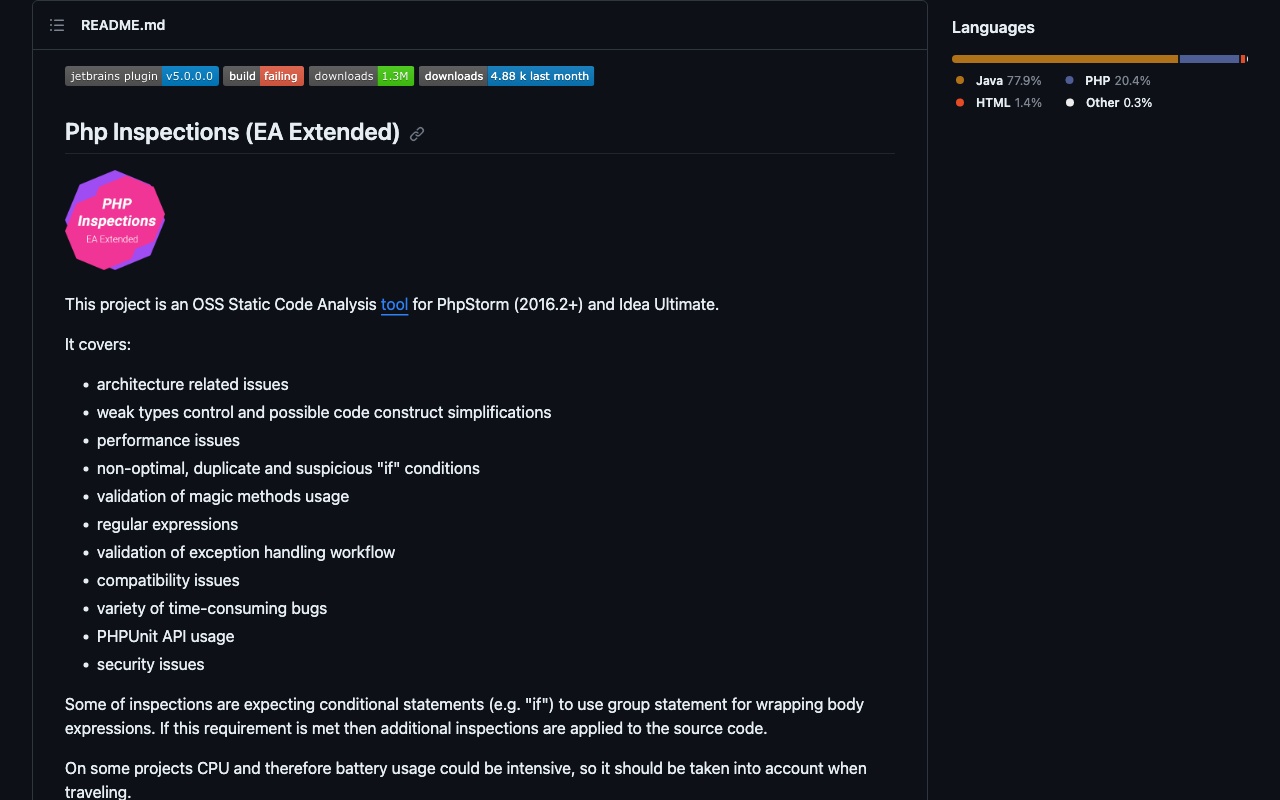 README.md
jetbrains plugin v5.0.0.0 build failing downloads 1.3M downloads 4.88 k last month
Php Inspections (EA Extended)
PHP
Inspections
EA Extended
This project is an OSS Static Code Analysis tool for PhpStorm (2016.2+) and Idea Ultimate.
It covers:
• architecture related issues
• weak types control and possible code construct simplifications
• performance issues
• non-optimal, duplicate and suspicious "if" conditions
• validation of magic methods usage
• regular expressions
• validation of exception handling workflow
• compatibility issues
• variety of time-consuming bugs
• PHPUnit API usage
• security issues
Some of inspections are expecting conditional statements (e.g. "if") to use group statement for wrapping body
expressions. If this requirement is met then additional inspections are applied to the source code.
On some projects CPU and therefore battery usage could be intensive, so it should be taken into account when
traveling.
Languages
Java 77.9% PHP 20.4%
HTML 1.4% Other 0.3%